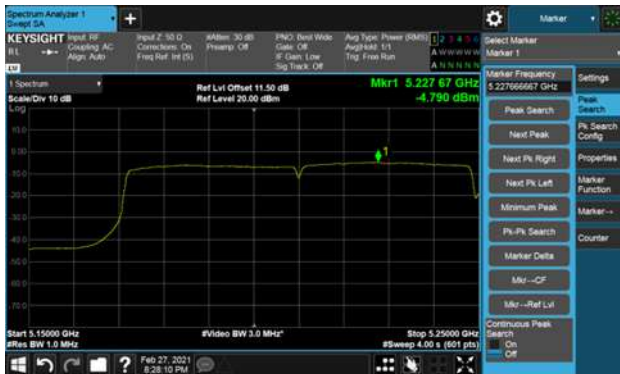 Spectrum Analyzer 1
Swept SA
+
Marker
KEYSIGHT
Input: RF
Coupling: AC
Align: Auto
Input Z: 50 Ω
Corrections: On
Freq Ref: Int (S)
#Atten: 30 dB
Preamp: Off
PNO: Best Wide
Gate: Off
IF Gain: Low
Sig Track: Off
Avg Type: Power (RMS)
Avg|Hold: 1/1
Trig: Free Run
1 2 3 4 5 6
A W W W W W
A N N N N N
Select Marker
Marker 1
1 Spectrum
Scale/Div 10 dB
Log
Ref Lvl Offset 11.50 dB
Ref Level 20.00 dBm
Mkr1 5.227 67 GHz
-4.790 dBm
10.0
0.00
-10.0
-20.0
-30.0
-40.0
-50.0
-60.0
-70.0
1
Start 5.15000 GHz
#Res BW 1.0 MHz
#Video BW 3.0 MHz*
Stop 5.25000 GHz
#Sweep 4.00 s (601 pts)
Marker Frequency
5.227666667 GHz
Peak Search
Next Peak
Next Pk Right
Next Pk Left
Minimum Peak
Pk-Pk Search
Marker Delta
Mkr→CF
Mkr→Ref Lvl
Continuous Peak
Search
On
Off
Settings
Peak
Search
Pk Search
Config
Properties
Marker
Function
Marker→
Counter
?
Feb 27, 2021
8:28:10 PM